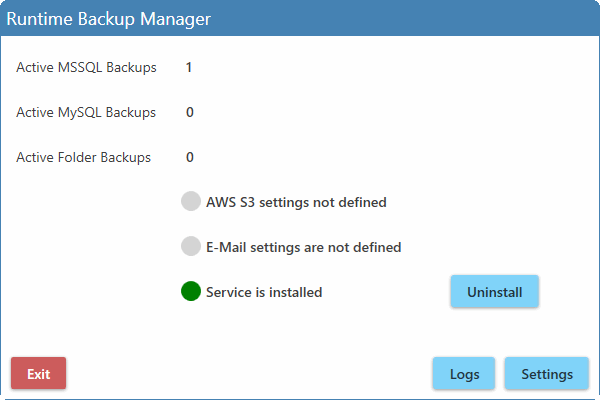 Runtime Backup Manager
Active MSSQL Backups 1
Active MySQL Backups 0
Active Folder Backups 0
AWS S3 settings not defined
E-Mail settings are not defined
Service is installed Uninstall
Exit Logs Settings